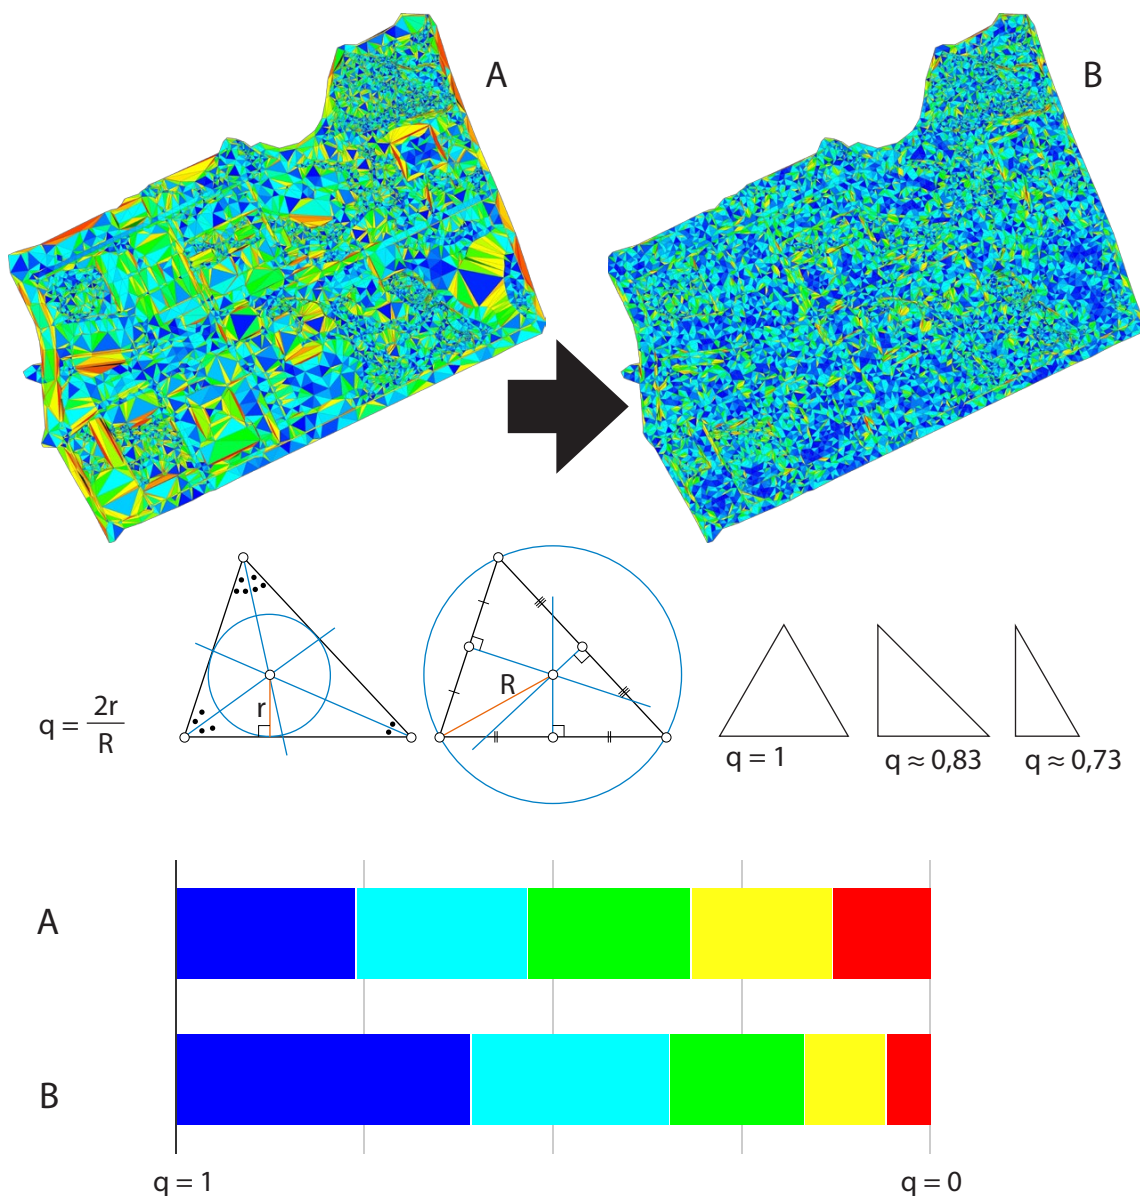 A
B
r
R
q = 2r/R
q = 1
q ≈ 0,83
q ≈ 0,73
A
B
q = 1
q = 0